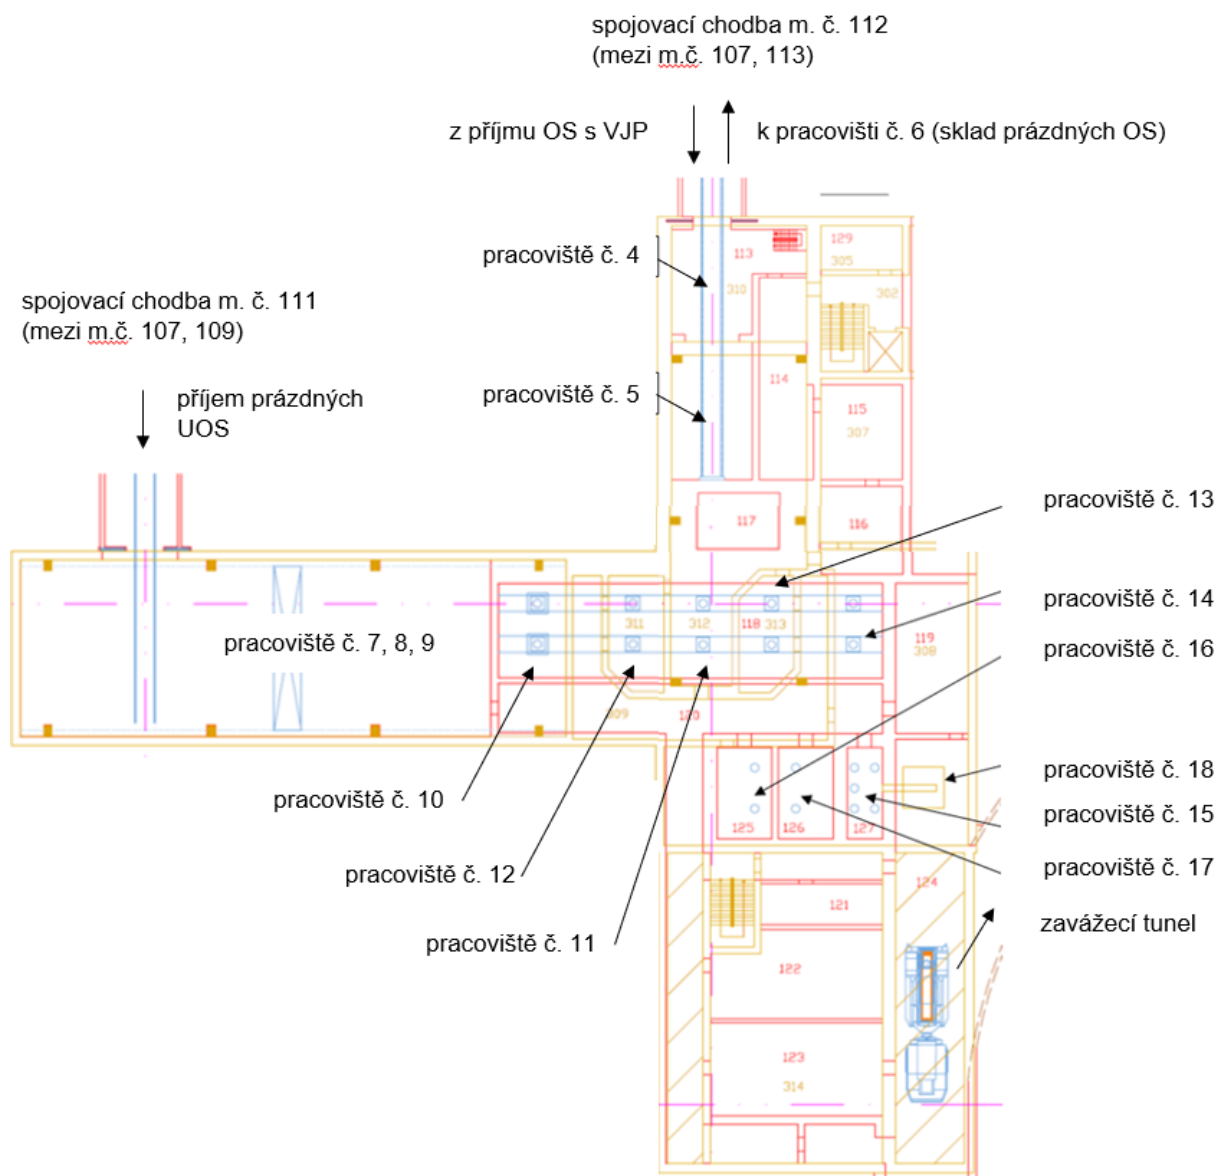 spojovací chodba m. č. 112
(mezi m.č. 107, 113)
z příjmu OS s VJP
k pracovišti č. 6 (sklad prázdných OS)
pracoviště č. 4
113
310
129
305
302
spojovací chodba m. č. 111
(mezi m.č. 107, 109)
příjem prázdných
UOS
pracoviště č. 5
114
115
307
pracoviště č. 13
117
116
pracoviště č. 14
311
312
118
313
119
308
pracoviště č. 7, 8, 9
pracoviště č. 16
309
120
pracoviště č. 18
pracoviště č. 10
pracoviště č. 15
125
126
127
pracoviště č. 12
pracoviště č. 17
124
121
zavážecí tunel
pracoviště č. 11
122
123
314